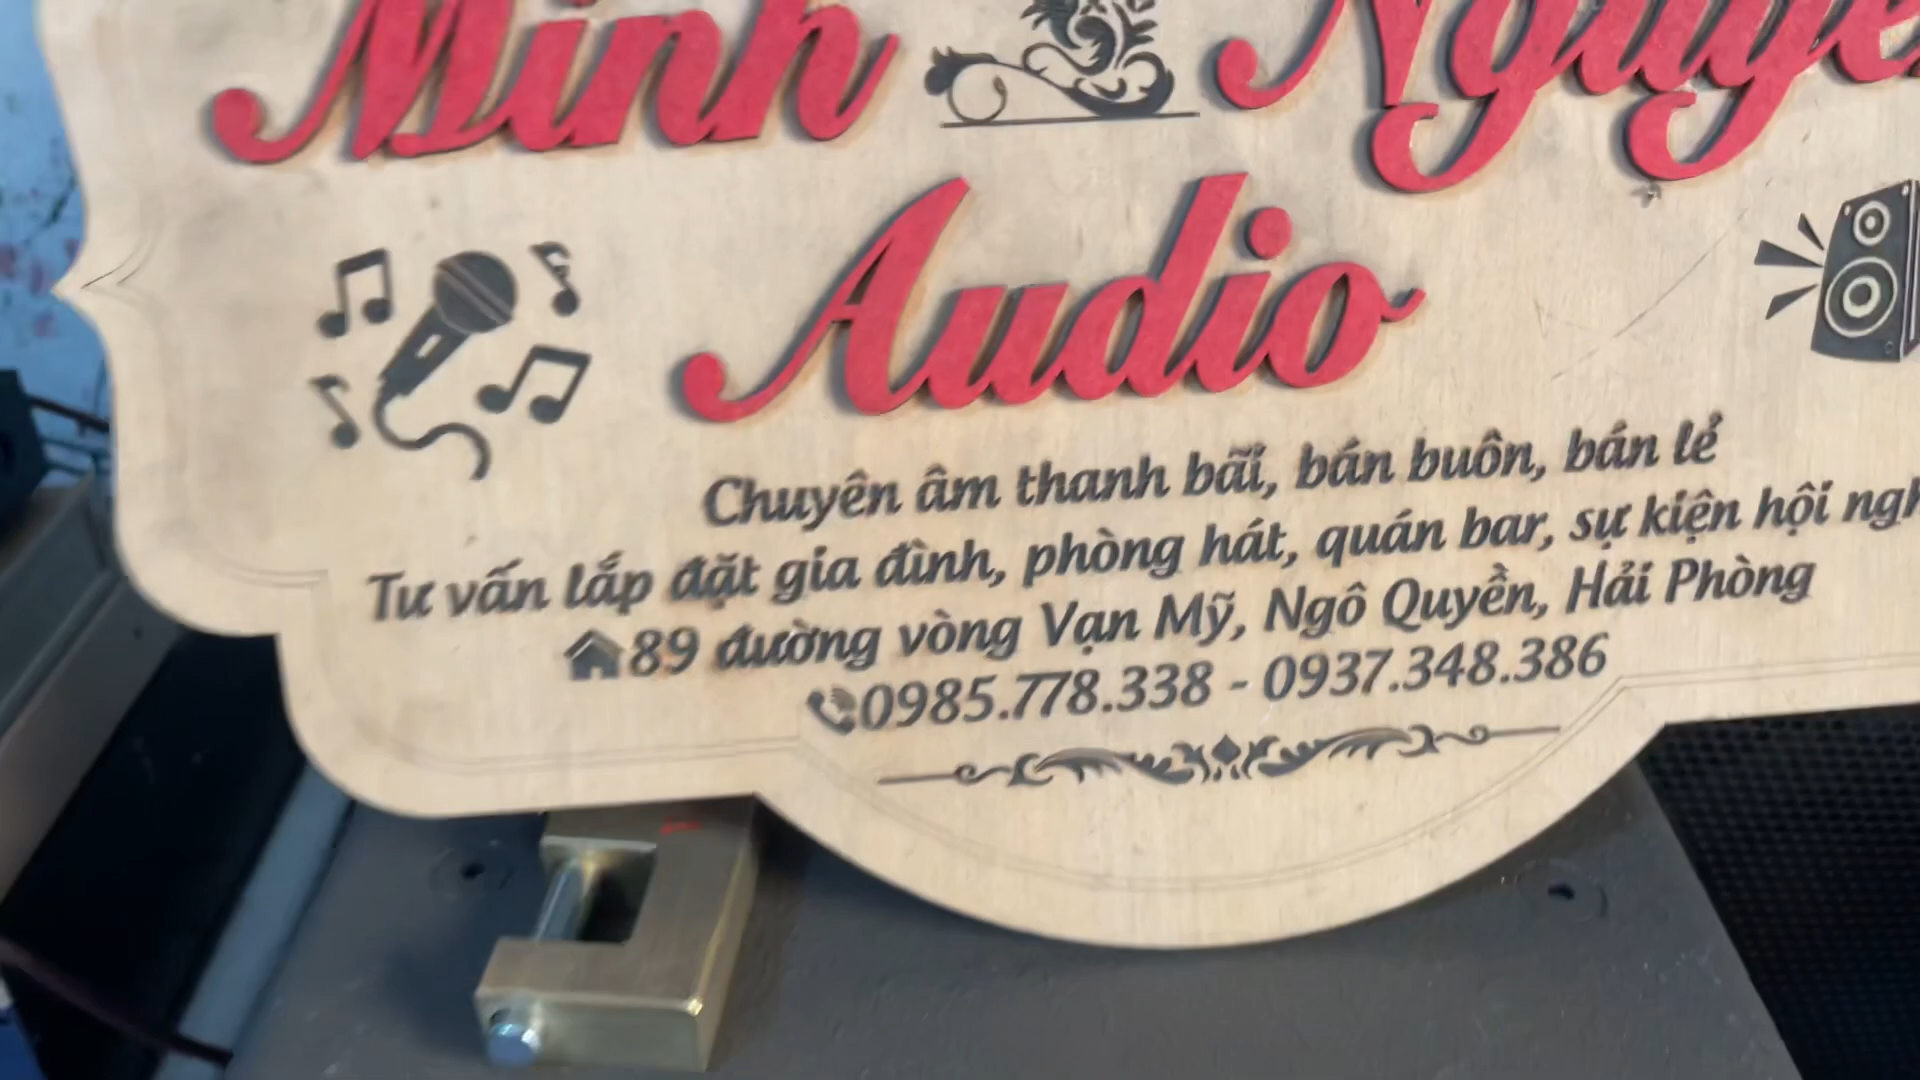 Minh
Audio
Chuyên âm thanh bãi, bán buôn, bán lẻ
Tư vấn lắp đặt gia đình, phòng hát, quán bar, sự kiện hội
89 đường vòng Vạn Mỹ, Ngô Quyền, Hải Phòng
0985.778.338 - 0937.348.386